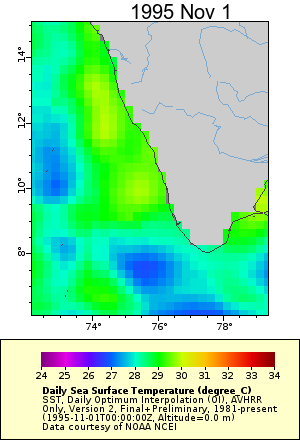 1995 Nov 1
14°
12°
10°
8°
74° 76° 78°
24 25 26 27 28 29 30 31 32 33 34
Daily Sea Surface Temperature (degree_C)
SST, Daily Optimum Interpolation (OI), AVHRR
Only, Version 2, Final+Preliminary, 1981-present
(1995-11-01T00:00:00Z, Altitude=0.0 m)
Data courtesy of NOAA NCEI